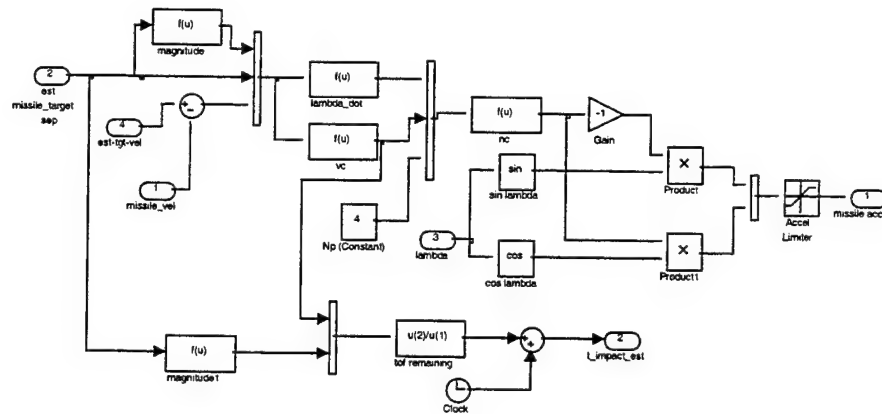 f(u)
magnitude
2
est
missile_target
sep
f(u)
lambda_dot
4
est-tgt-vel
+
−
f(u)
vc
f(u)
nc
-1
Gain
×
Product
1
missile_vel
sin
sin lambda
4
Np (Constant)
3
lambda
cos
cos lambda
×
Product1
Accel
Limiter
1
missile acc
f(u)
magnitude1
u(2)/u(1)
tof remaining
+
+
2
t_impact_est
Clock